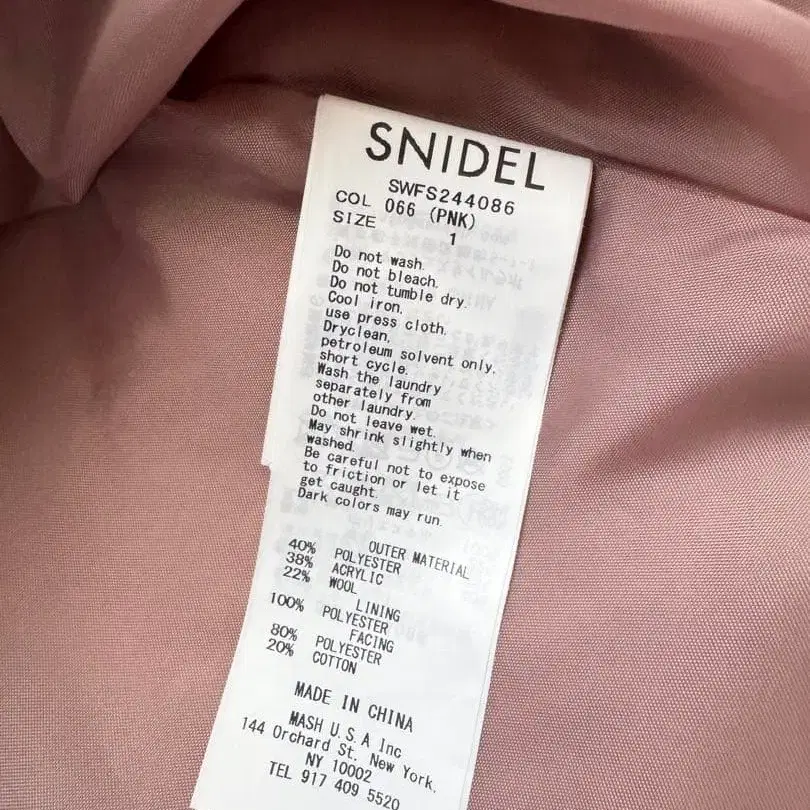 SNIDEL
SWFS244086
COL 066 (PNK)
SIZE 1
Do not wash.
Do not bleach.
Do not tumble dry.
Cool iron.
use press cloth.
Dryclean,
petroleum solvent only.
short cycle.
Wash the laundry
separately from
other laundry.
Do not leave wet.
May shrink slightly when
washed.
Be careful not to expose
to friction or let it
get caught.
Dark colors may run.
OUTER MATERIAL
40% POLYESTER
38% ACRYLIC
22% WOOL
LINING
100% POLYESTER
FACING
80% POLYESTER
20% COTTON
MADE IN CHINA
MASH U.S.A Inc
144 Orchard St. New York,
NY 10002
TEL 917 409 5520